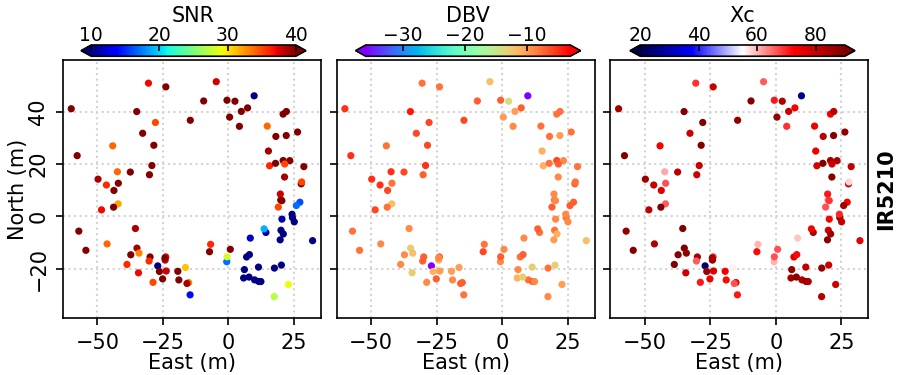 SNR DBV Xc
10 20 30 40 −30 −20 −10 20 40 60 80
North (m)
40
20
0
−20
IR5210
−50 −25 0 25 −50 −25 0 25 −50 −25 0 25
East (m) East (m) East (m)